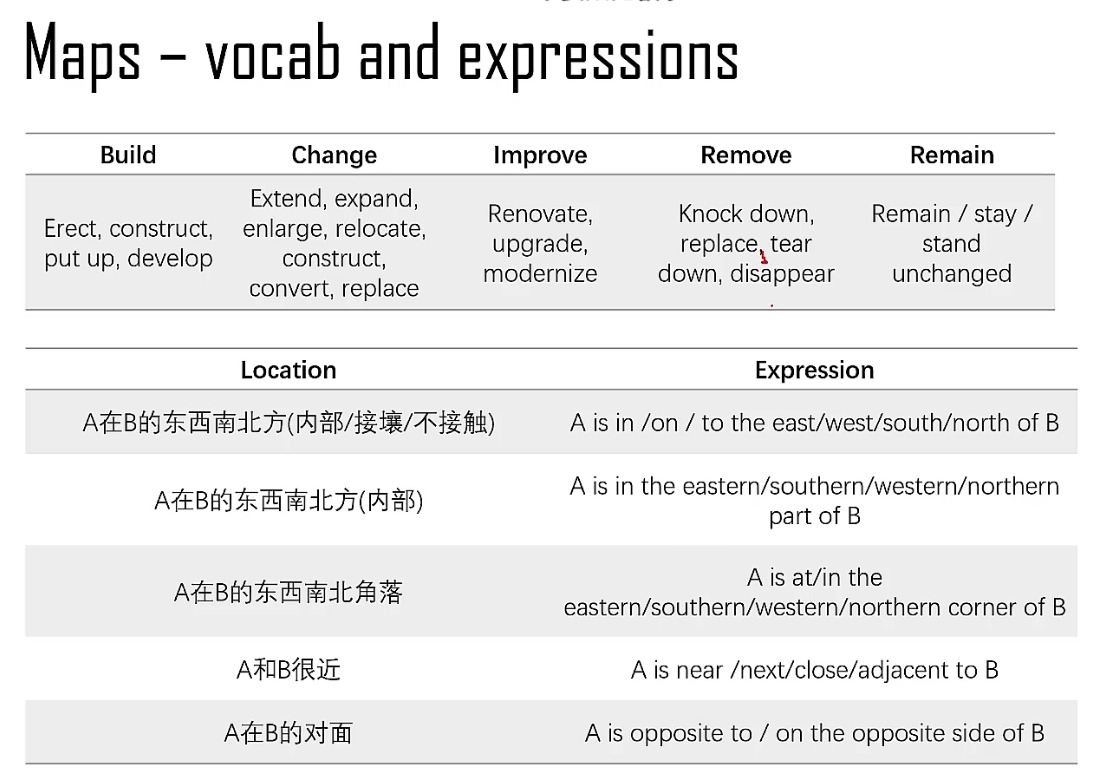 Maps – vocab and expressions
Build
Change
Improve
Remove
Remain
Erect, construct,
put up, develop
Extend, expand,
enlarge, relocate,
construct,
convert, replace
Renovate,
upgrade,
modernize
Knock down,
replace, tear
down, disappear
Remain / stay /
stand
unchanged
Location
Expression
A在B的东西南北方(内部/接壤/不接触)
A is in /on / to the east/west/south/north of B
A在B的东西南北方(内部)
A is in the eastern/southern/western/northern
part of B
A在B的东西南北角落
A is at/in the
eastern/southern/western/northern corner of B
A和B很近
A is near /next/close/adjacent to B
A在B的对面
A is opposite to / on the opposite side of B